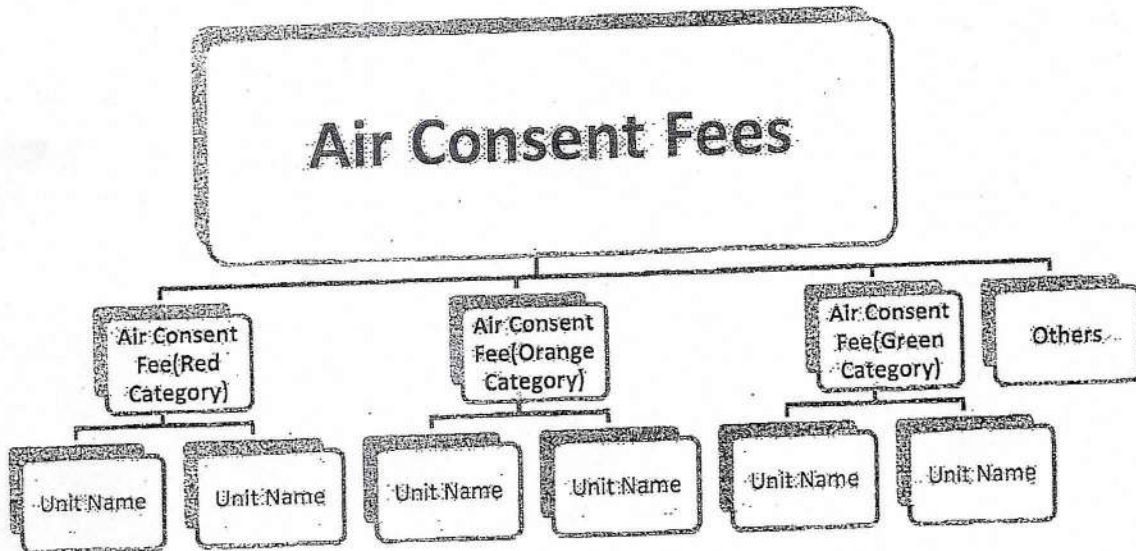 Air Consent Fees
Air Consent
Fee(Red
Category)
Air Consent
Fee(Orange
Category)
Air Consent
Fee(Green
Category)
Others
Unit Name
Unit Name
Unit Name
Unit Name
Unit Name
Unit Name